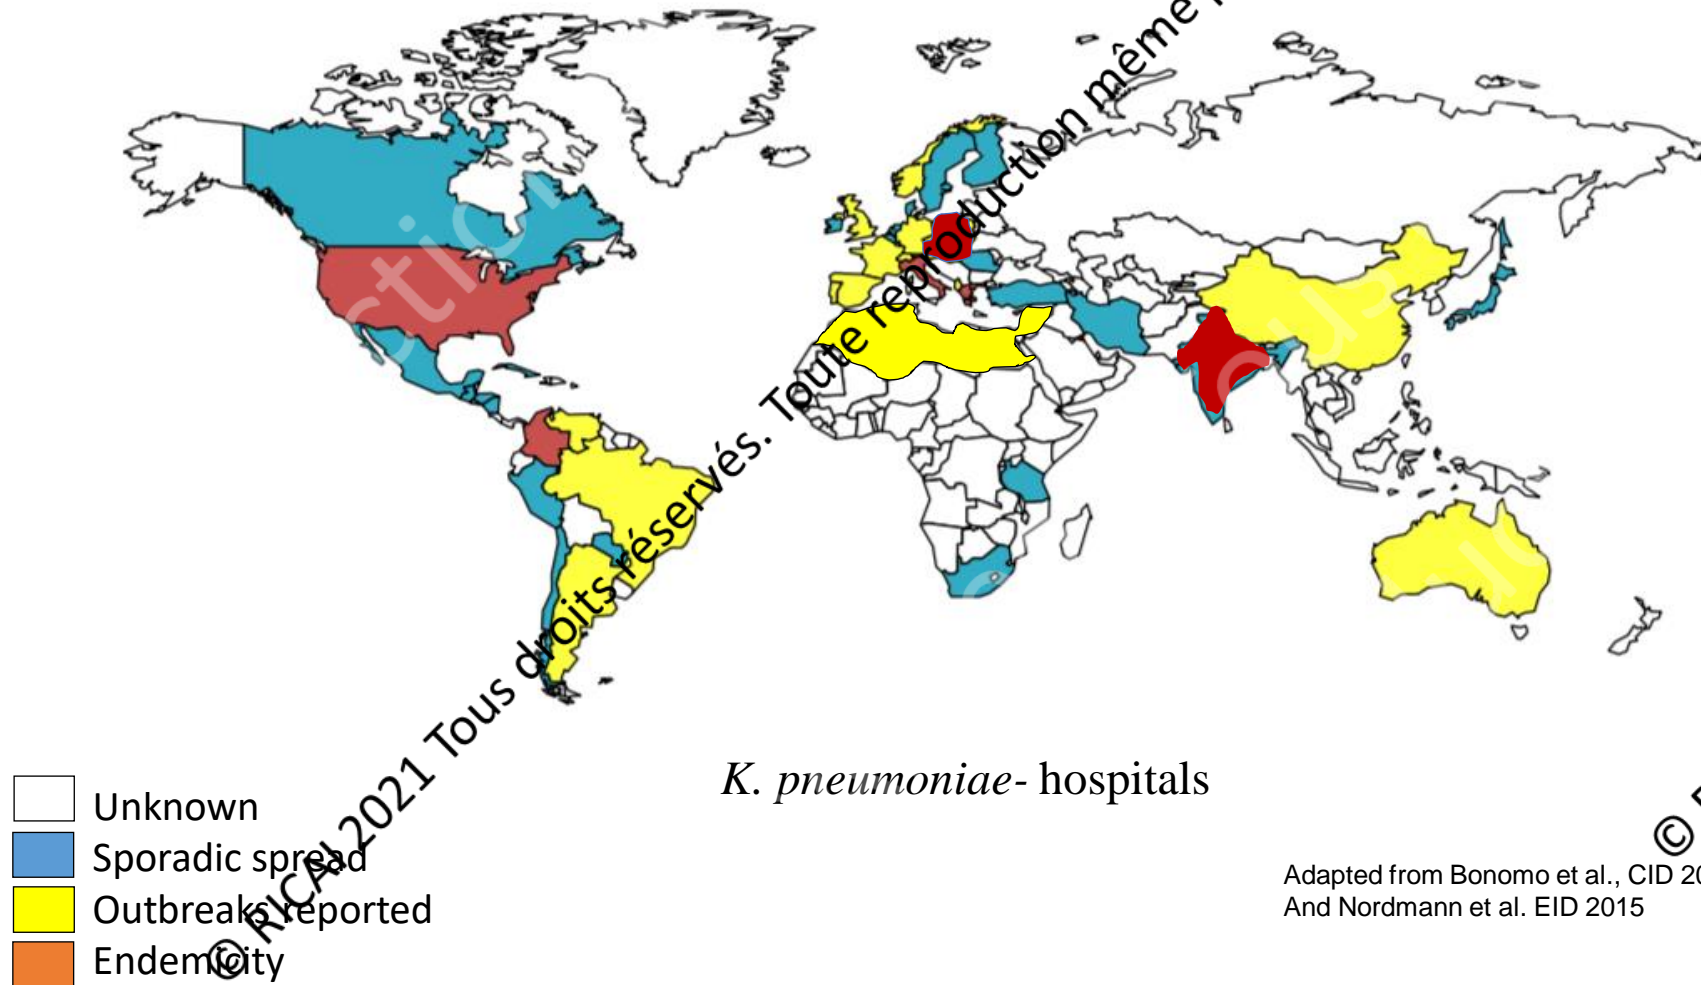 © RICAI 2021 Tous droits réservés. Toute reproduction même
K. pneumoniae- hospitals
Unknown
Sporadic spread
Outbreaks reported
Endemicity
Adapted from Bonomo et al., CID
And Nordmann et al. EID 2015
©